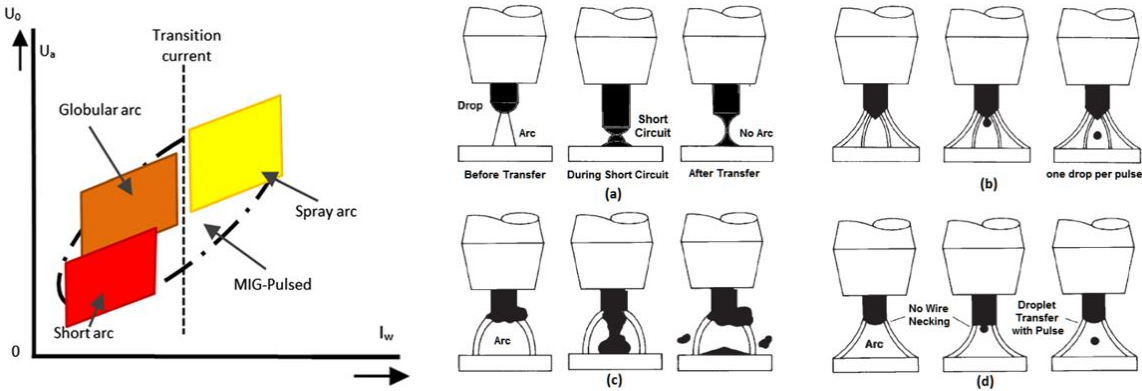 U₀
Uₐ
Transition
current
Globular arc
Spray arc
MIG-Pulsed
Short arc
0
I_w
Drop
Arc
Short
Circuit
No Arc
Before Transfer
During Short Circuit
After Transfer
(a)
one drop per pulse
(b)
Arc
(c)
No Wire
Necking
Droplet
Transfer
with Pulse
Arc
(d)